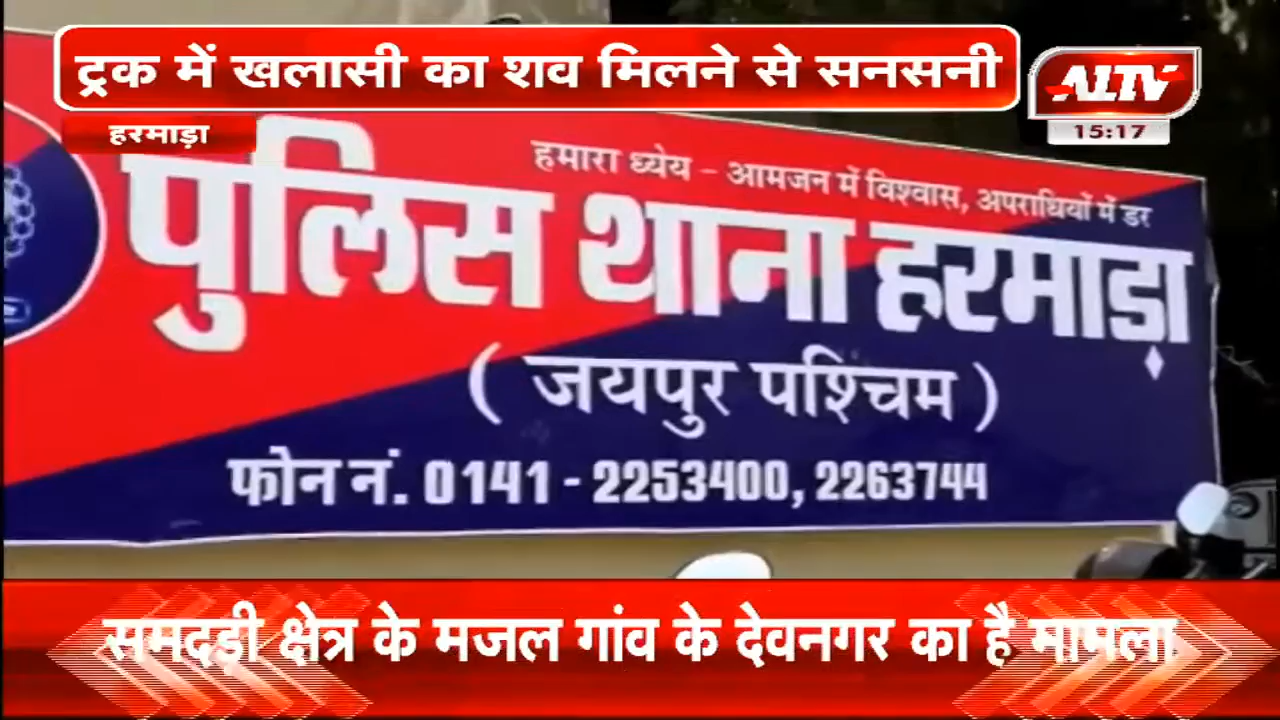 ट्रक में खलासी का शव मिलने से सनसनी
ALTV
15:17
हरमाड़ा
हमारा ध्येय - आमजन में विश्वास, अपराधियों में डर
पुलिस थाना हरमाड़ा
( जयपुर पश्चिम )
फोन नं. 0141 - 2253400, 2263744
समदड़ी क्षेत्र के मजल गांव के देवनगर का है मामला